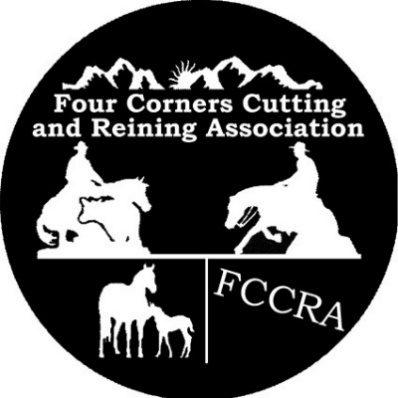 Four Corners Cutting
and Reining Association
FCCRA